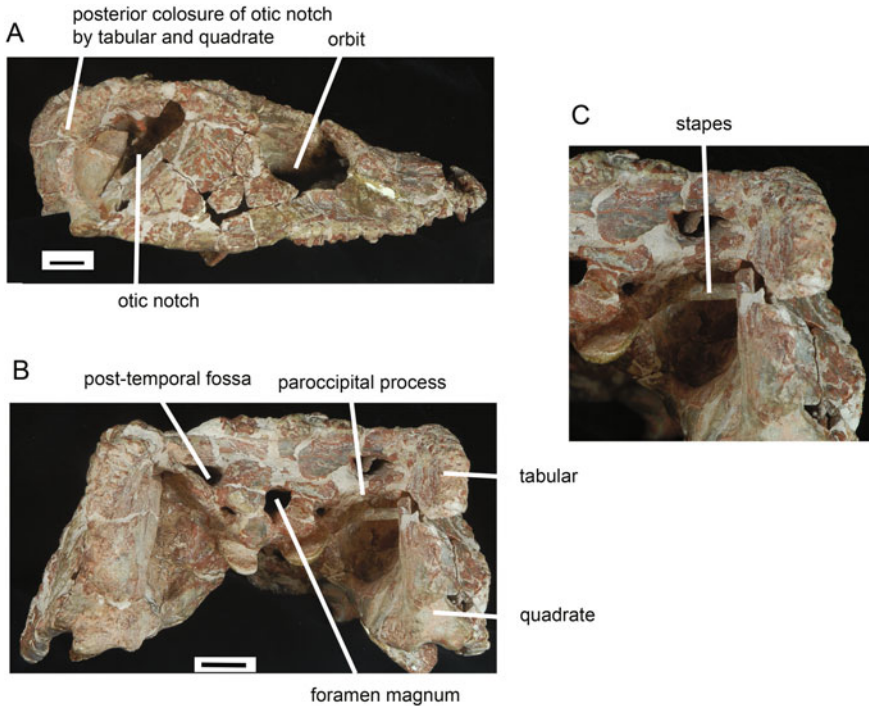 A
posterior colosure of otic notch
by tabular and quadrate
orbit
otic notch
B
post-temporal fossa
paroccipital process
tabular
quadrate
foramen magnum
C
stapes